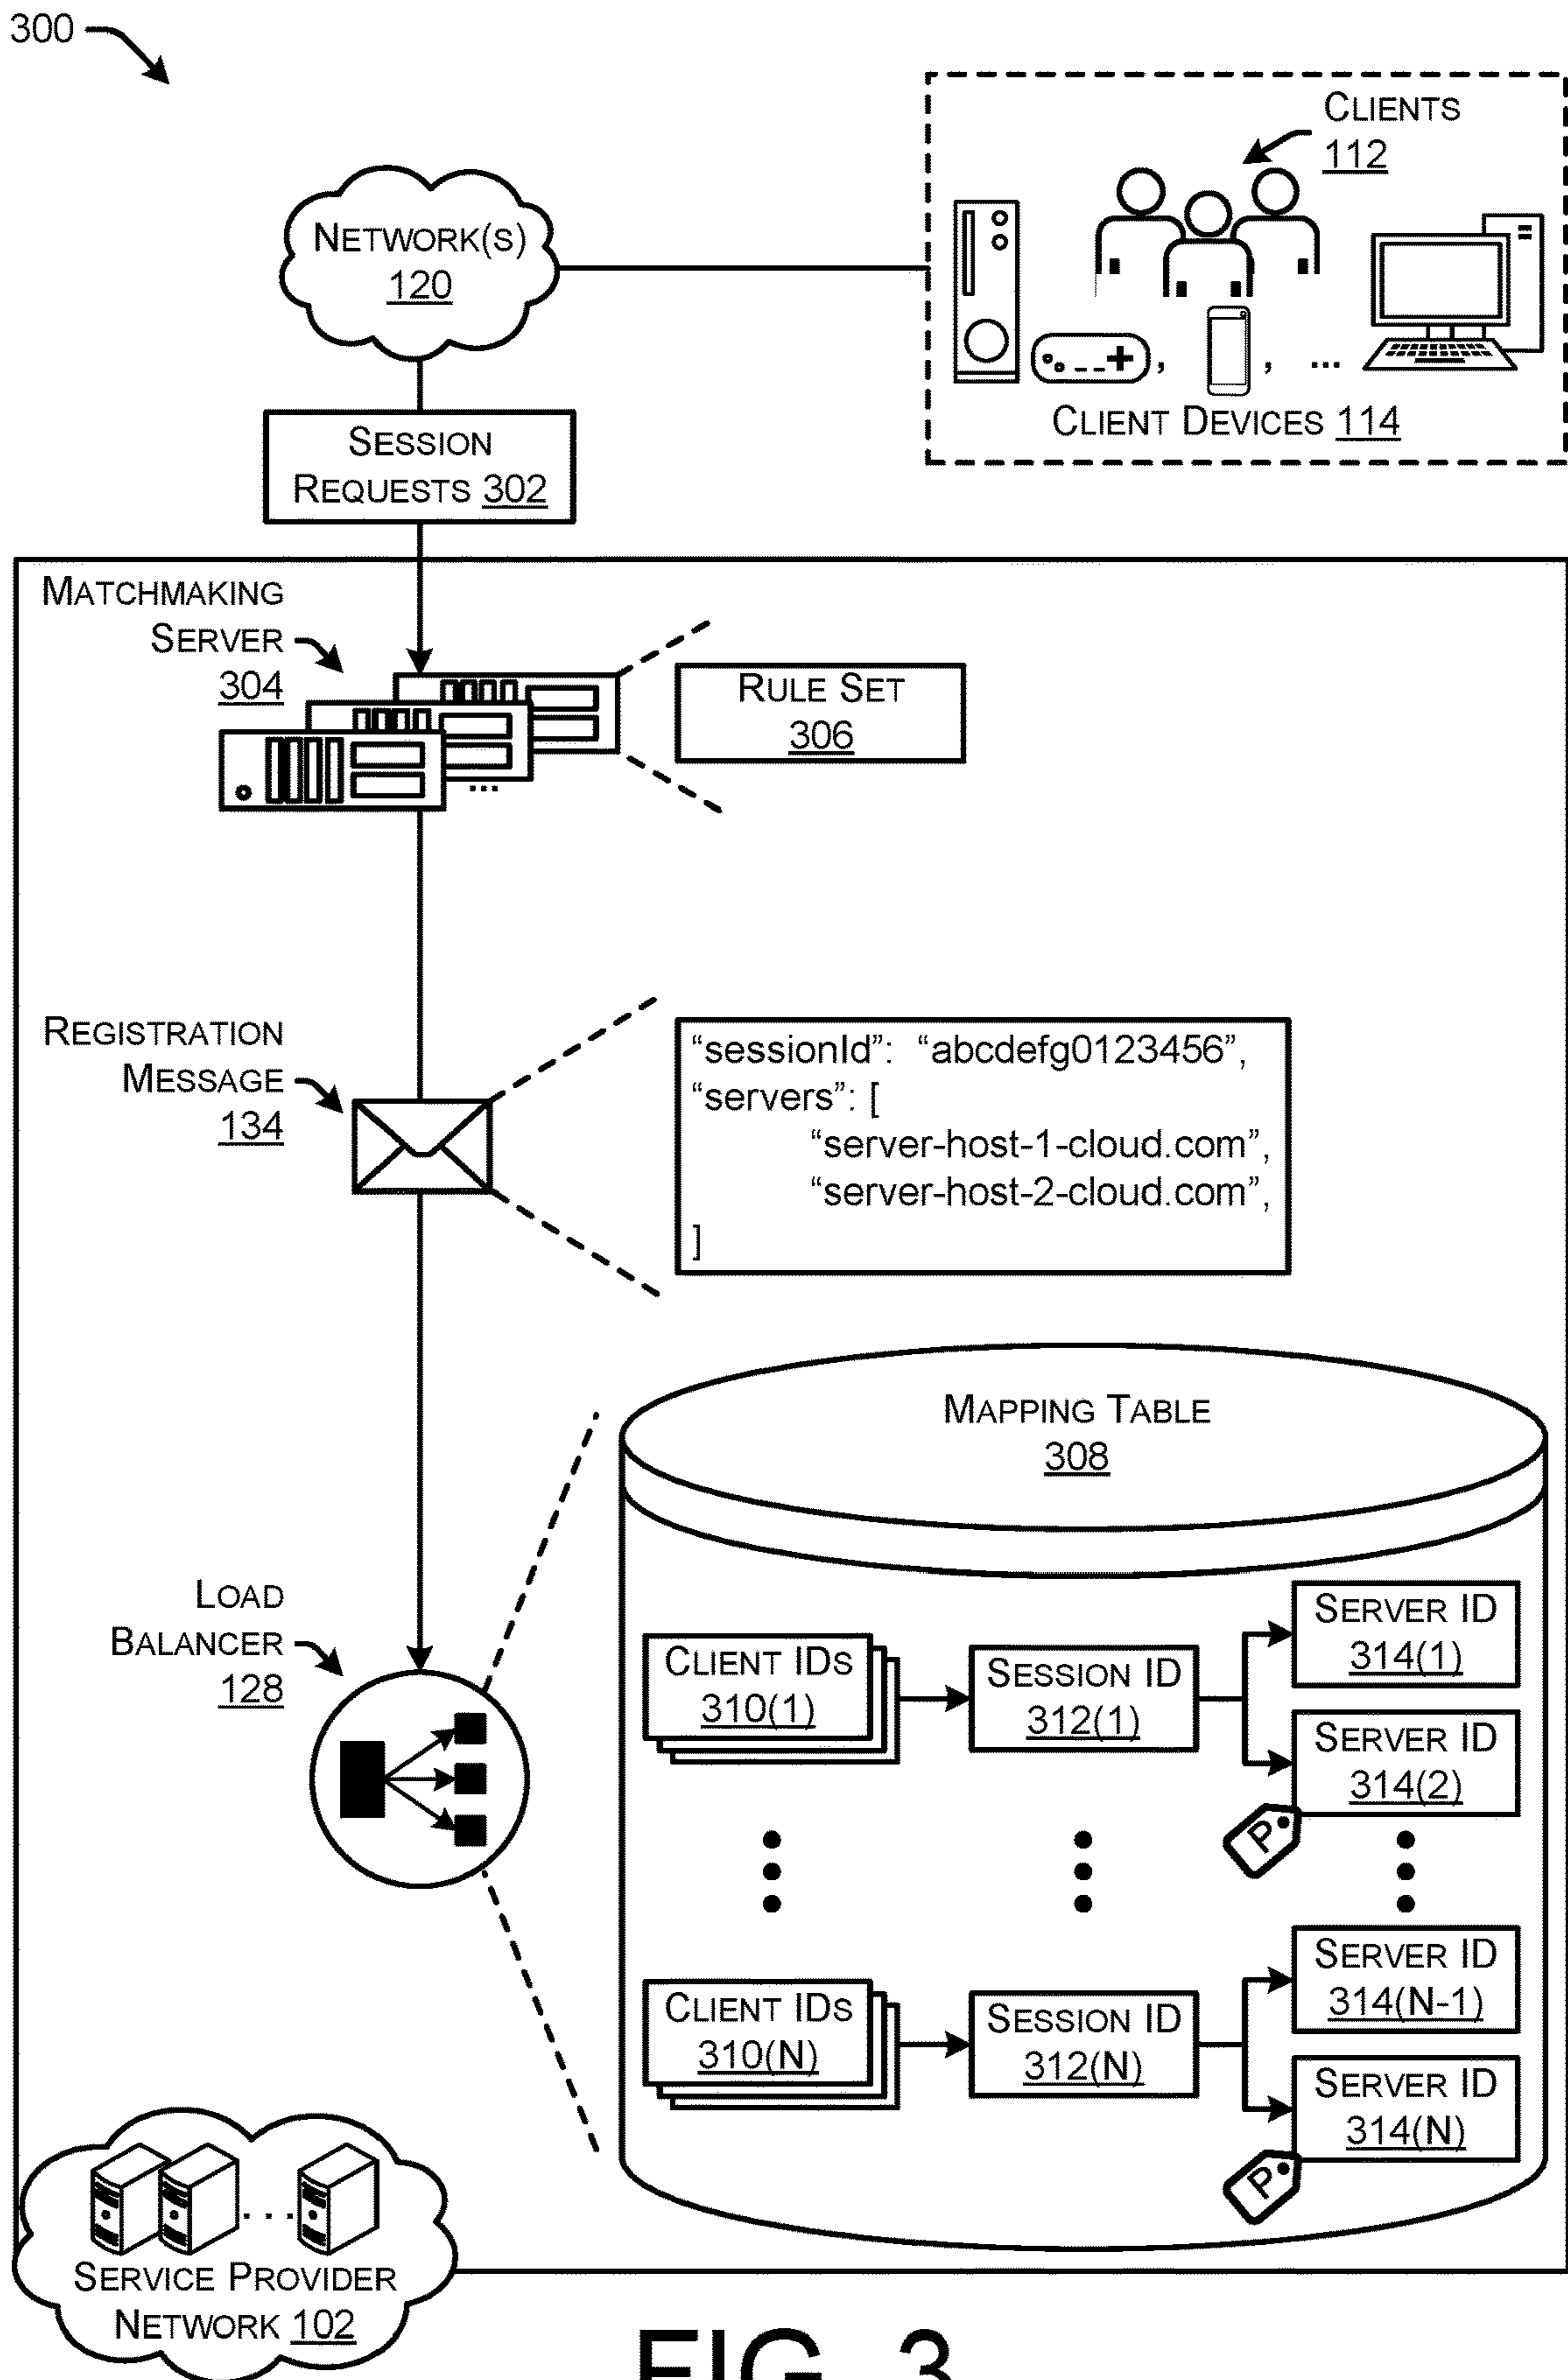 300
CLIENTS
112
NETWORK(S)
120
CLIENT DEVICES 114
, , ...
SESSION
REQUESTS 302
MATCHMAKING
SERVER
304
RULE SET
306
...
REGISTRATION
MESSAGE
134
“sessionId”: “abcdefg0123456”,
“servers”: [
“server-host-1-cloud.com”,
“server-host-2-cloud.com”,
]
MAPPING TABLE
308
LOAD
BALANCER
128
CLIENT IDS
310(1)
SESSION ID
312(1)
SERVER ID
314(1)
SERVER ID
314(2)
P
CLIENT IDS
310(N)
SESSION ID
312(N)
SERVER ID
314(N-1)
SERVER ID
314(N)
P
...
SERVICE PROVIDER
NETWORK 102
FIG. 3